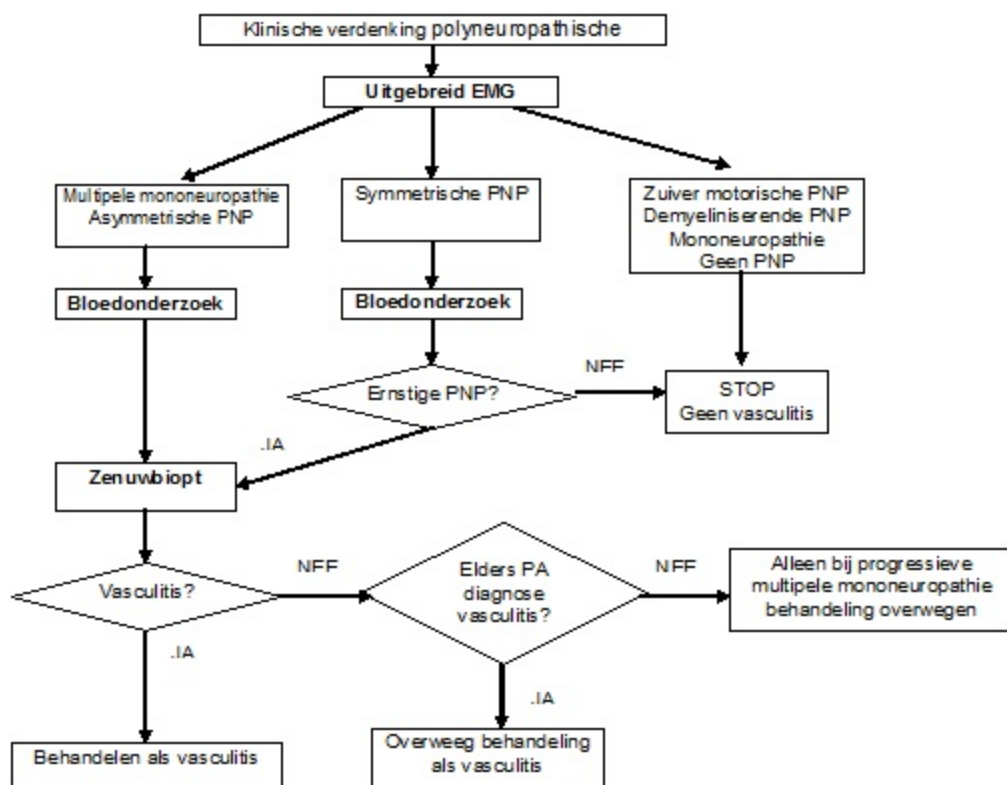 Klinische verdenking polyneuropathische
Uitgebreid EMG
Multipele mononeuropathie
Asymmetrische PNP
Symmetrische PNP
Zuiver motorische PNP
Demyeliniserende PNP
Mononeuropathie
Geen PNP
Bloedonderzoek
Bloedonderzoek
Ernstige PNP?
NFF
STOP
Geen vasculitis
.IA
Zenuwbiopt
Vasculitis?
NFF
Elders PA
diagnose
vasculitis?
NFF
Alleen bij progressieve
multipele mononeuropathie
behandeling overwegen
.IA
.IA
Behandelen als vasculitis
Overweeg behandeling
als vasculitis